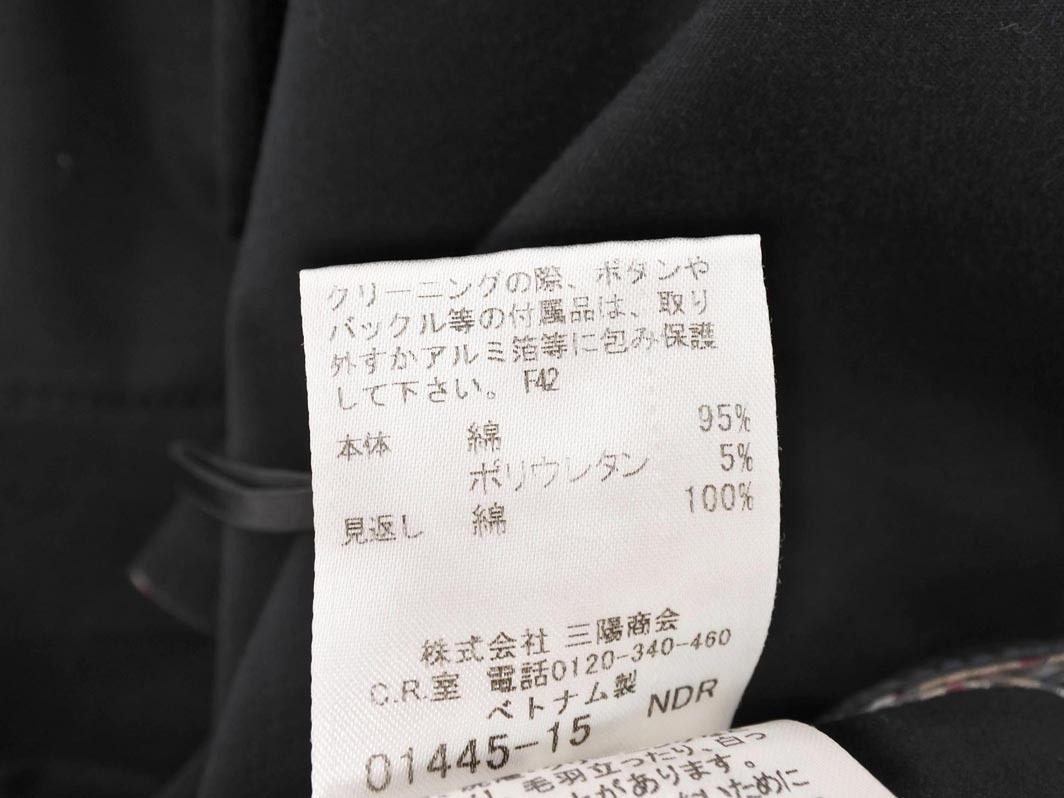 クリーニングの際、ボタンや
バックル等の付属品は、取り
外すかアルミ箔等に包み保護
して下さい。 F42
本体 綿 95%
ポリウレタン 5%
見返し 綿 100%
株式会社 三陽商会
C.R.室 電話0120-340-460
ベトナム製
01445-15 NDR
毛羽立ったり、白っ
があります。
いために